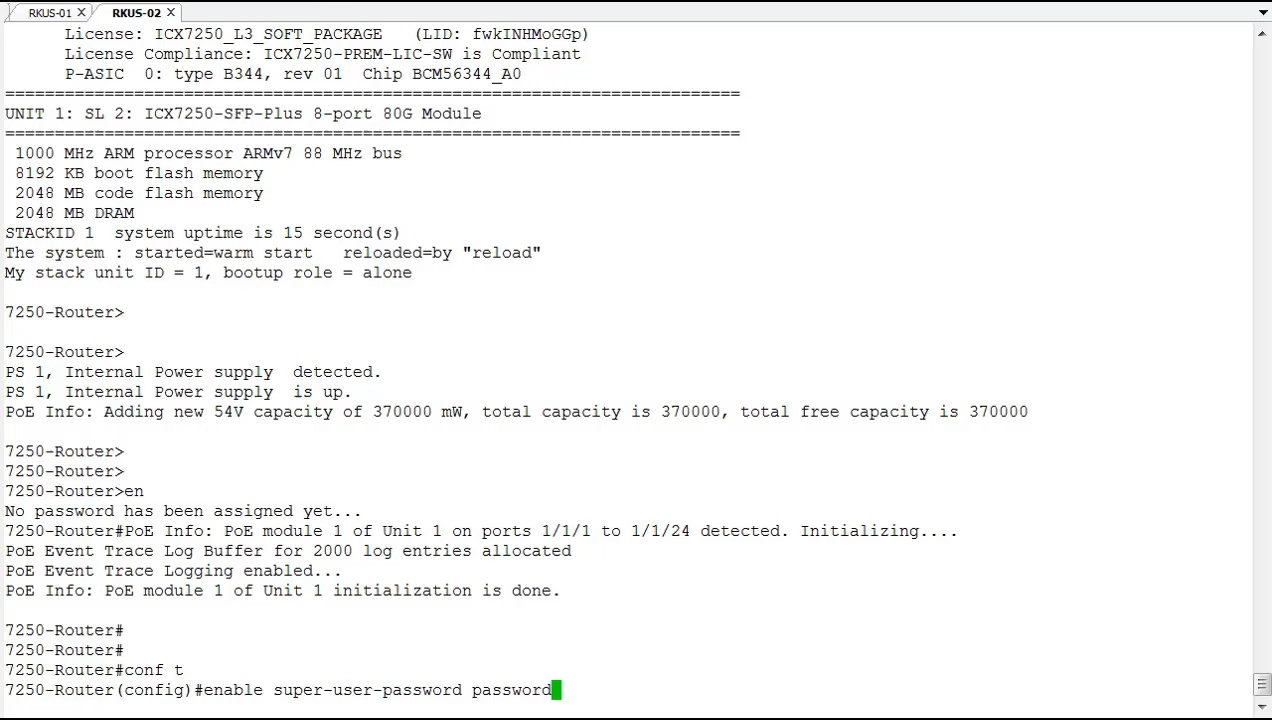 RKUS-01 X RKUS-02 X
License: ICX7250_L3_SOFT_PACKAGE (LID: fwkINHMoGGp)
License Compliance: ICX7250-PREM-LIC-SW is Compliant
P-ASIC 0: type B344, rev 01 Chip BCM56344_A0
==========================================================================
UNIT 1: SL 2: ICX7250-SFP-Plus 8-port 80G Module
==========================================================================
1000 MHz ARM processor ARMv7 88 MHz bus
8192 KB boot flash memory
2048 MB code flash memory
2048 MB DRAM
STACKID 1 system uptime is 15 second(s)
The system : started=warm start reloaded=by "reload"
My stack unit ID = 1, bootup role = alone
7250-Router>
7250-Router>
PS 1, Internal Power supply detected.
PS 1, Internal Power supply is up.
PoE Info: Adding new 54V capacity of 370000 mW, total capacity is 370000, total free capacity is 370000
7250-Router>
7250-Router>
7250-Router>en
No password has been assigned yet...
7250-Router#PoE Info: PoE module 1 of Unit 1 on ports 1/1/1 to 1/1/24 detected. Initializing....
PoE Event Trace Log Buffer for 2000 log entries allocated
PoE Event Trace Logging enabled...
PoE Info: PoE module 1 of Unit 1 initialization is done.
7250-Router#
7250-Router#
7250-Router#conf t
7250-Router(config)#enable super-user-password password